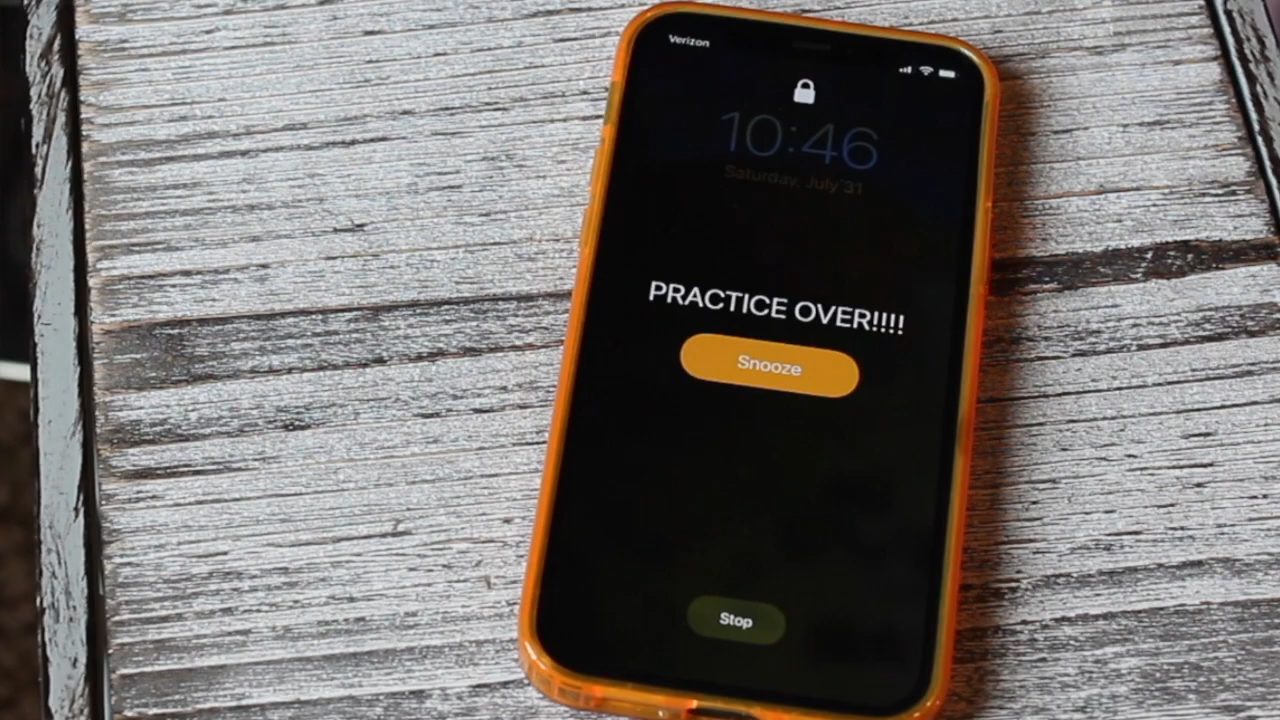 Verizon
10:46
Saturday, July 31
PRACTICE OVER!!!!
Snooze
Stop